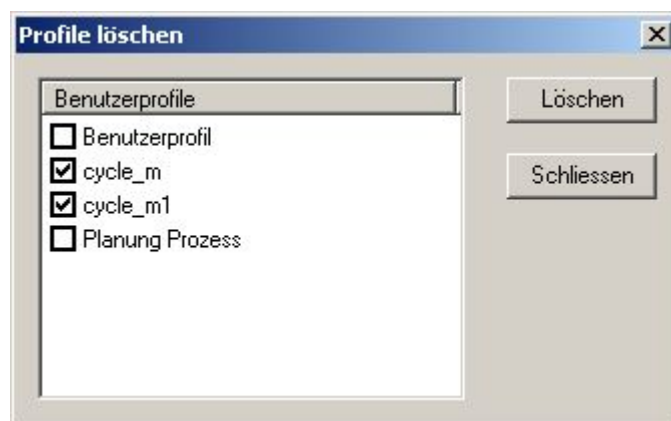 Profile löschen
Benutzerprofile
Löschen
Benutzerprofil
cycle_m
Schliessen
cycle_m1
Planung Prozess